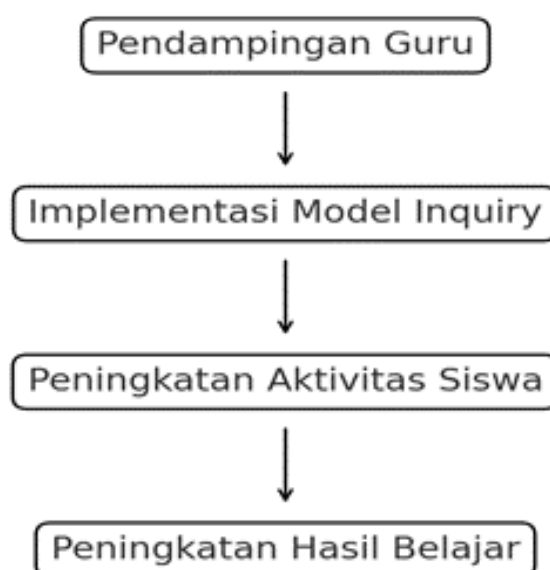 Pendampingan Guru
Implementasi Model Inquiry
Peningkatan Aktivitas Siswa
Peningkatan Hasil Belajar